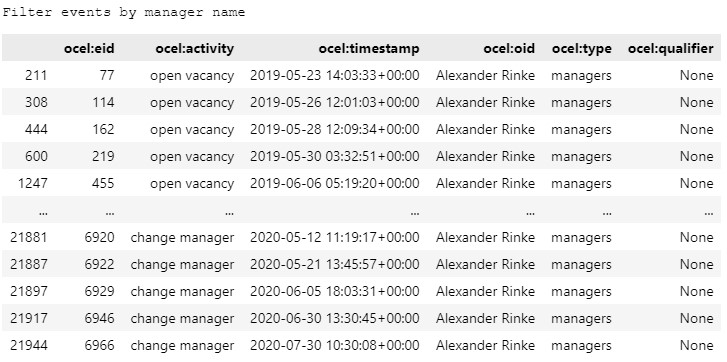 Filter events by manager name
ocel:eid ocel:activity ocel:timestamp ocel:oid ocel:type ocel:qualifier
211 77 open vacancy 2019-05-23 14:03:33+00:00 Alexander Rinke managers None
308 114 open vacancy 2019-05-26 12:01:03+00:00 Alexander Rinke managers None
444 162 open vacancy 2019-05-28 12:09:34+00:00 Alexander Rinke managers None
600 219 open vacancy 2019-05-30 03:32:51+00:00 Alexander Rinke managers None
1247 455 open vacancy 2019-06-06 05:19:20+00:00 Alexander Rinke managers None
... ... ... ... ... ... ...
21881 6920 change manager 2020-05-12 11:19:17+00:00 Alexander Rinke managers None
21887 6922 change manager 2020-05-21 13:45:57+00:00 Alexander Rinke managers None
21897 6929 change manager 2020-06-05 18:03:31+00:00 Alexander Rinke managers None
21917 6946 change manager 2020-06-30 13:30:45+00:00 Alexander Rinke managers None
21944 6966 change manager 2020-07-30 10:30:08+00:00 Alexander Rinke managers None